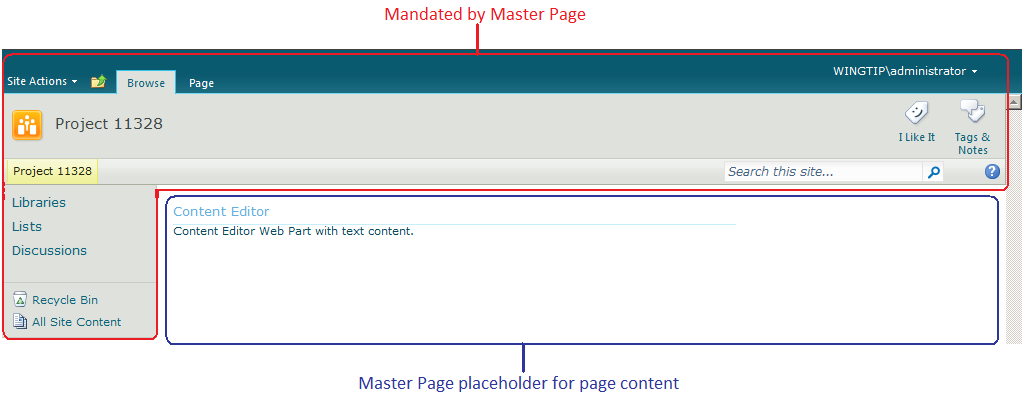 Mandated by Master Page
WINGTIP\administrator
Site Actions Browse Page
Project 11328
I Like It
Tags &
Notes
Project 11328
Search this site...
?
Libraries
Lists
Discussions
Recycle Bin
All Site Content
Content Editor
Content Editor Web Part with text content.
Master Page placeholder for page content